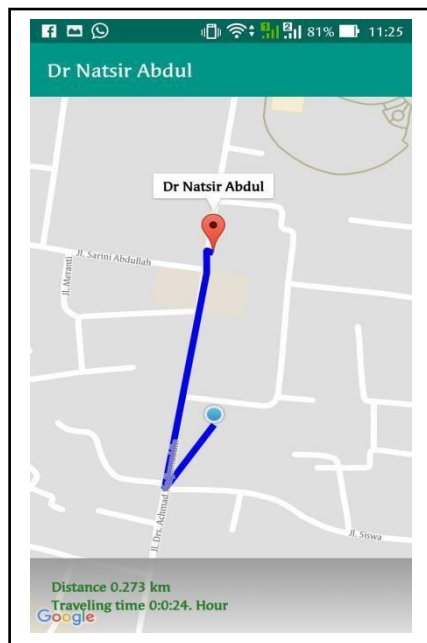 81% 11:25
Dr Natsir Abdul
Dr Natsir Abdul
Jl. Sarini Abdullah
Jl. Meranti
Jl. Drs. Achmad
Jl. Siswa
Distance 0.273 km
Traveling time 0:0:24. Hour
Google